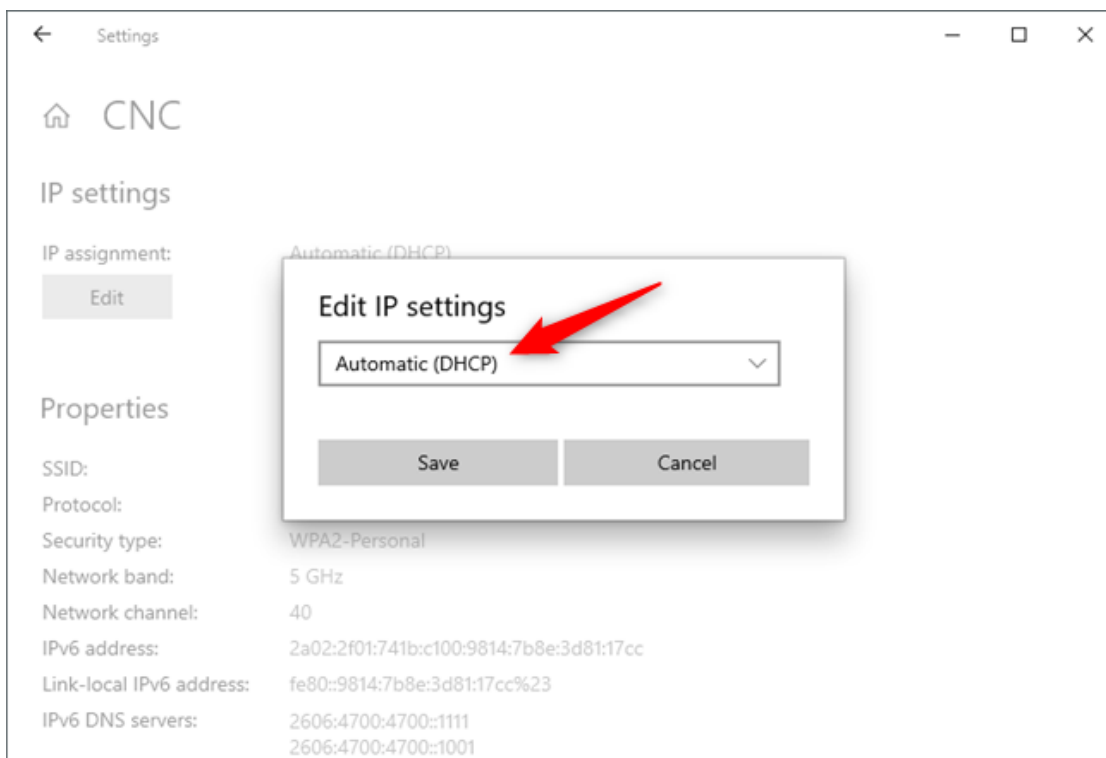 Settings
CNC
IP settings
IP assignment: Automatic (DHCP)
Edit
Edit IP settings
Automatic (DHCP)
Save Cancel
Properties
SSID:
Protocol:
Security type: WPA2-Personal
Network band: 5 GHz
Network channel: 40
IPv6 address: 2a02:2f01:741b:c100:9814:7b8e:3d81:17cc
Link-local IPv6 address: fe80::9814:7b8e:3d81:17cc%23
IPv6 DNS servers: 2606:4700:4700::1111
2606:4700:4700::1001